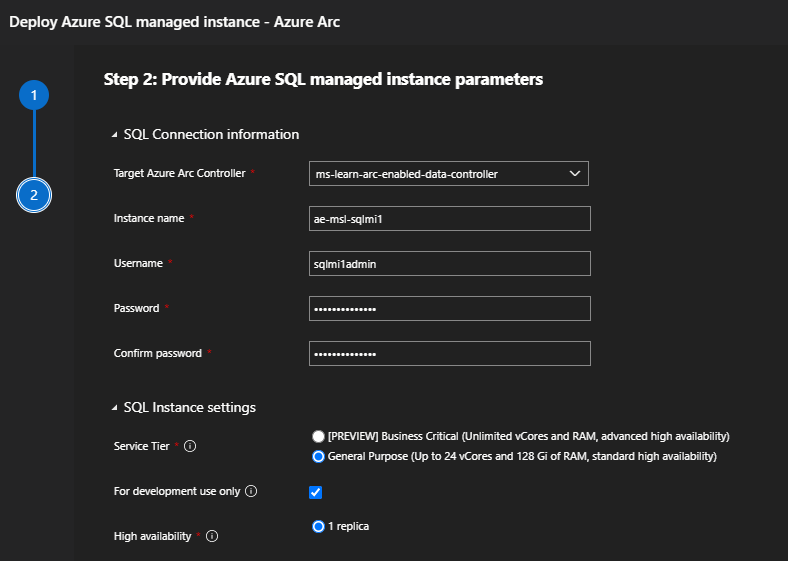 Deploy Azure SQL managed instance - Azure Arc
1
2
Step 2: Provide Azure SQL managed instance parameters
SQL Connection information
Target Azure Arc Controller * ms-learn-arc-enabled-data-controller
Instance name * ae-msl-sqlmi1
Username * sqlmi1admin
Password * ••••••••••••••
Confirm password * ••••••••••••••
SQL Instance settings
Service Tier * [PREVIEW] Business Critical (Unlimited vCores and RAM, advanced high availability)
General Purpose (Up to 24 vCores and 128 Gi of RAM, standard high availability)
For development use only
High availability * 1 replica